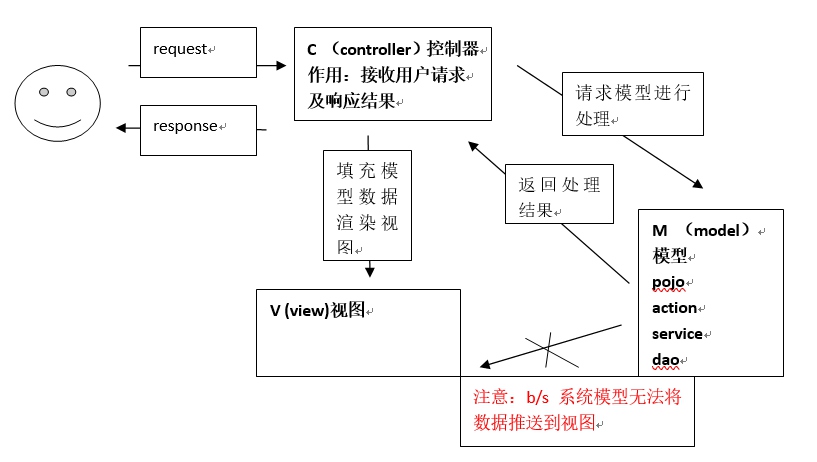 request
C （controller）控制器
作用：接收用户请求
及响应结果
请求模型进行
处理
response
填充模
型数据
渲染视
图
返回处理
结果
M （model）
模型
pojo
action
service
dao
V (view)视图
注意：b/s 系统模型无法将
数据推送到视图